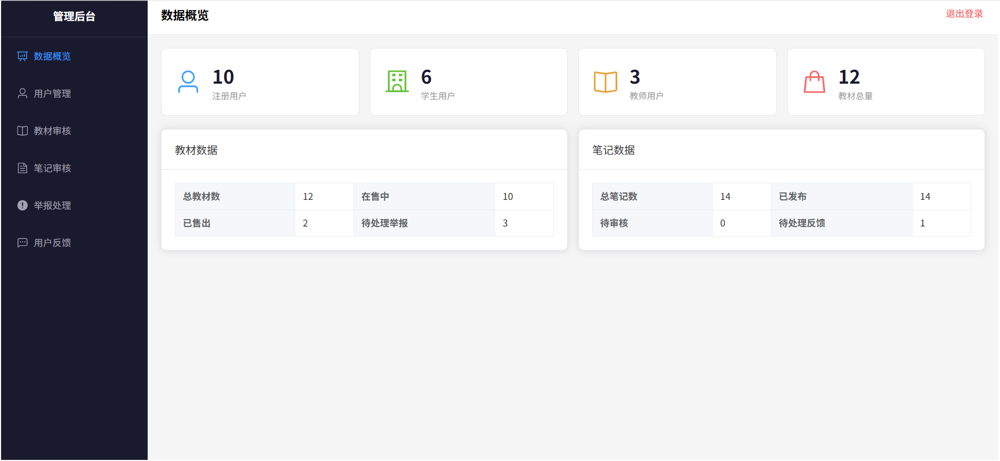 管理后台
数据概览
用户管理
教材审核
笔记审核
举报处理
用户反馈
数据概览
退出登录
10
注册用户
6
学生用户
3
教师用户
12
教材总量
教材数据
总教材数 12 在售中 10
已售出 2 待处理举报 3
笔记数据
总笔记数 14 已发布 14
待审核 0 待处理反馈 1